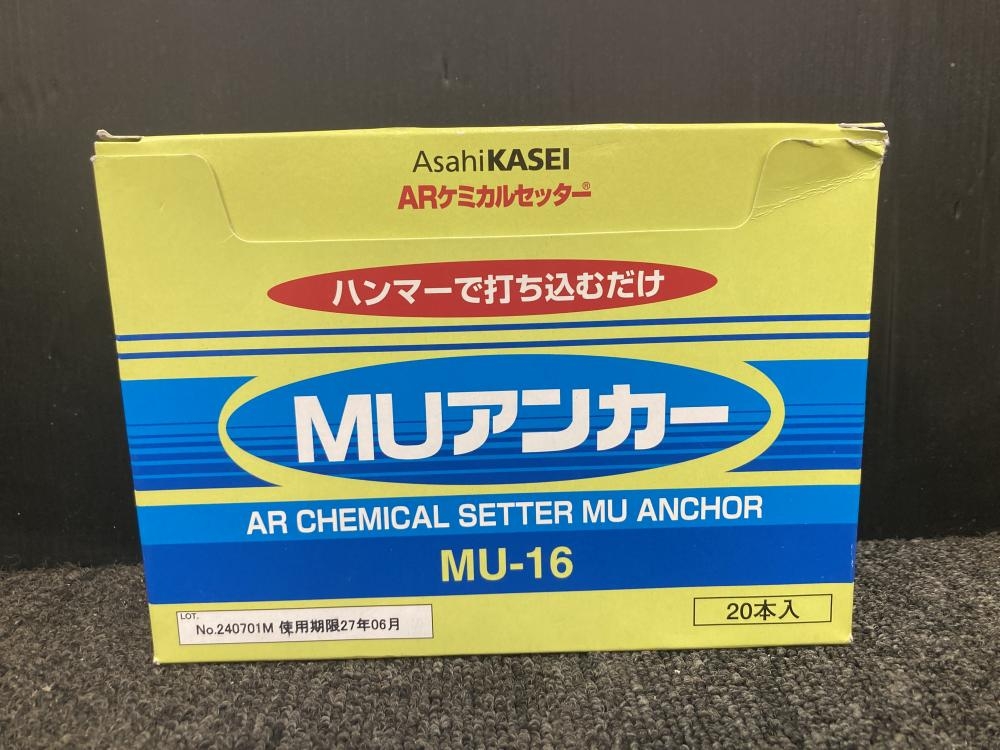 AsahiKASEI
ARケミカルセッター®
ハンマーで打ち込むだけ
MUアンカー
AR CHEMICAL SETTER MU ANCHOR
MU-16
LOT.
No.240701M 使用期限27年06月
20本入